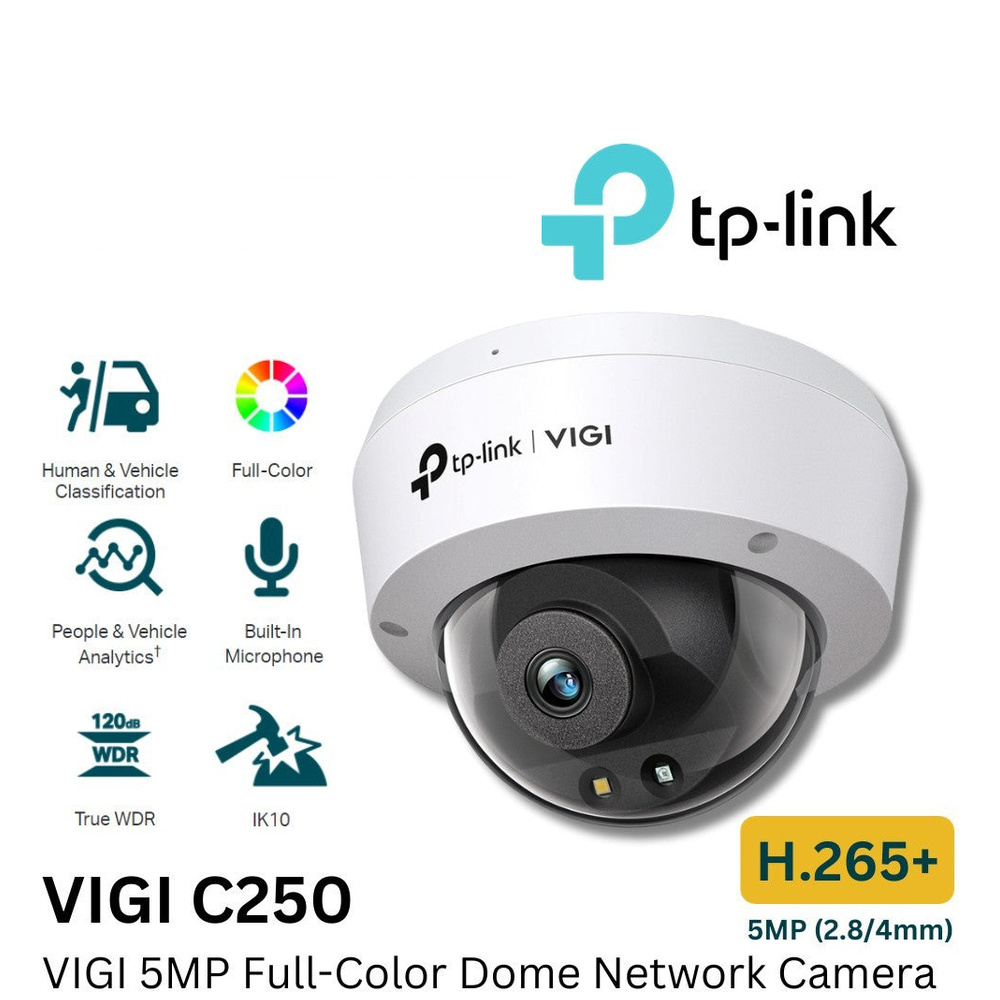 tp-link
tp-link | VIGI
Human & Vehicle
Classification
Full-Color
People & Vehicle
Analytics†
Built-In
Microphone
120dB
WDR
True WDR
IK10
H.265+
5MP (2.8/4mm)
VIGI C250
VIGI 5MP Full-Color Dome Network Camera